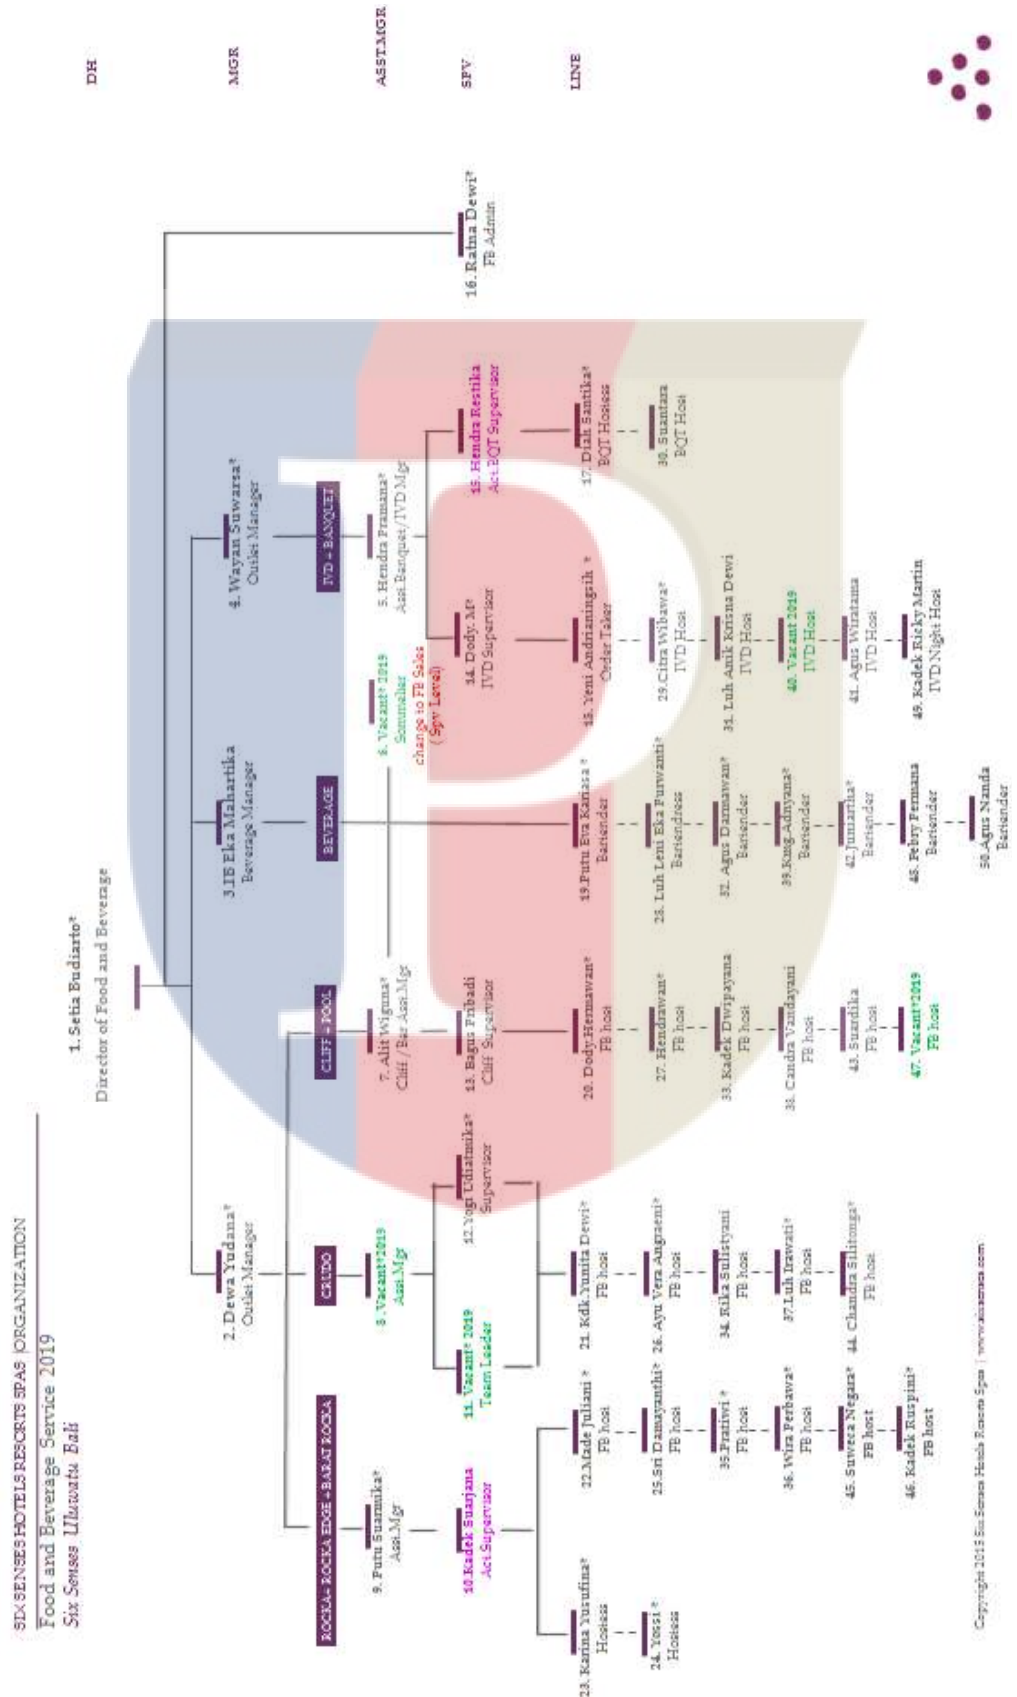 SIX SENSES HOTELS RESORTS SPAS |ORGANIZATION
Food and Beverage Service 2019
Six Senses Uluwatu Bali
DH
MGR
ASST.MGR
SPV
LINE
1. Setia Budiarto*
Director of Food and Beverage
2. Dewa Yudana*
Outlet Manager
3.IB Eka Mahartika
Beverage Manager
4. Wayan Suwarsa*
Outlet Manager
ROCKA+ ROCKA EDGE +BARAI ROCKA
CRUDO
CLIFF + POOL
BEVERAGE
IVD + BANQUET
9. Putu Suarmika*
Asst.Mgr
8. Vacant*2019
Asst.Mgr
7. Alit Wiguna*
Cliff /Bar Asst.Mgr
6. Vacant* 2019
Sommelier
change to FB Sales
( Spv Level)
5. Hendra Pramana*
Asst.Banquet/IVD Mgr
10.Kadek Suarjana
Act.Supervisor
11. Vacant* 2019
Team Leader
12.Yogi Udiatmika*
Supervisor
13. Bagus Pribadi
Cliff Supervisor
14. Dody. M*
IVD Supervisor
15. Hendra Restika
Act.BQT Supervisor
16. Ratna Dewi*
FB Admin
23. Karina Yusufina*
Hostess
22.Made Juliani *
FB host
21. Kdk.Yunita Dewi*
FB host
20. Dody.Hermawan*
FB host
19.Putu Eva Kariasa *
Bartender
18. Yeni Andrianingsih *
Order Taker
17. Diah Santika*
BQT Hostess
24. Yessi *
Hostess
25.Sri Damayanthi*
FB host
26. Ayu Vera Angraeni*
FB host
27. Hendrawan*
FB host
28. Luh Leni Eka Purwanti*
Bartendress
29.Citra Wibawa*
IVD Host
30. Suantara
BQT Host
35.Pratiwi *
FB host
34. Rika Sulistyani
FB host
33. Kadek Dwipayana
FB host
32. Agus Darmawan*
Bartender
31. Luh Anik Krisna Dewi
IVD Host
36. Wira Perbawa*
FB host
37.Luh Irawati*
FB host
38. Candra Vandayani
FB host
39.Kmg.Adnyana*
Bartender
40. Vacant 2019
IVD Host
45. Suweca Negara*
FB host
44. Chandra Silitonga*
FB host
43. Suardika
FB host
42.Juniartha*
Bartender
41. Agus Wiratama
IVD Host
46. Kadek Ruspini*
FB host
47. Vacant*2019
FB host
48. Febry Permana
Bartender
49. Kadek Ricky Martin
IVD Night Host
50.Agus Nanda
Bartender
Copyright 2015 Six Senses Hotels Resorts Spas | www.sixsenses.com